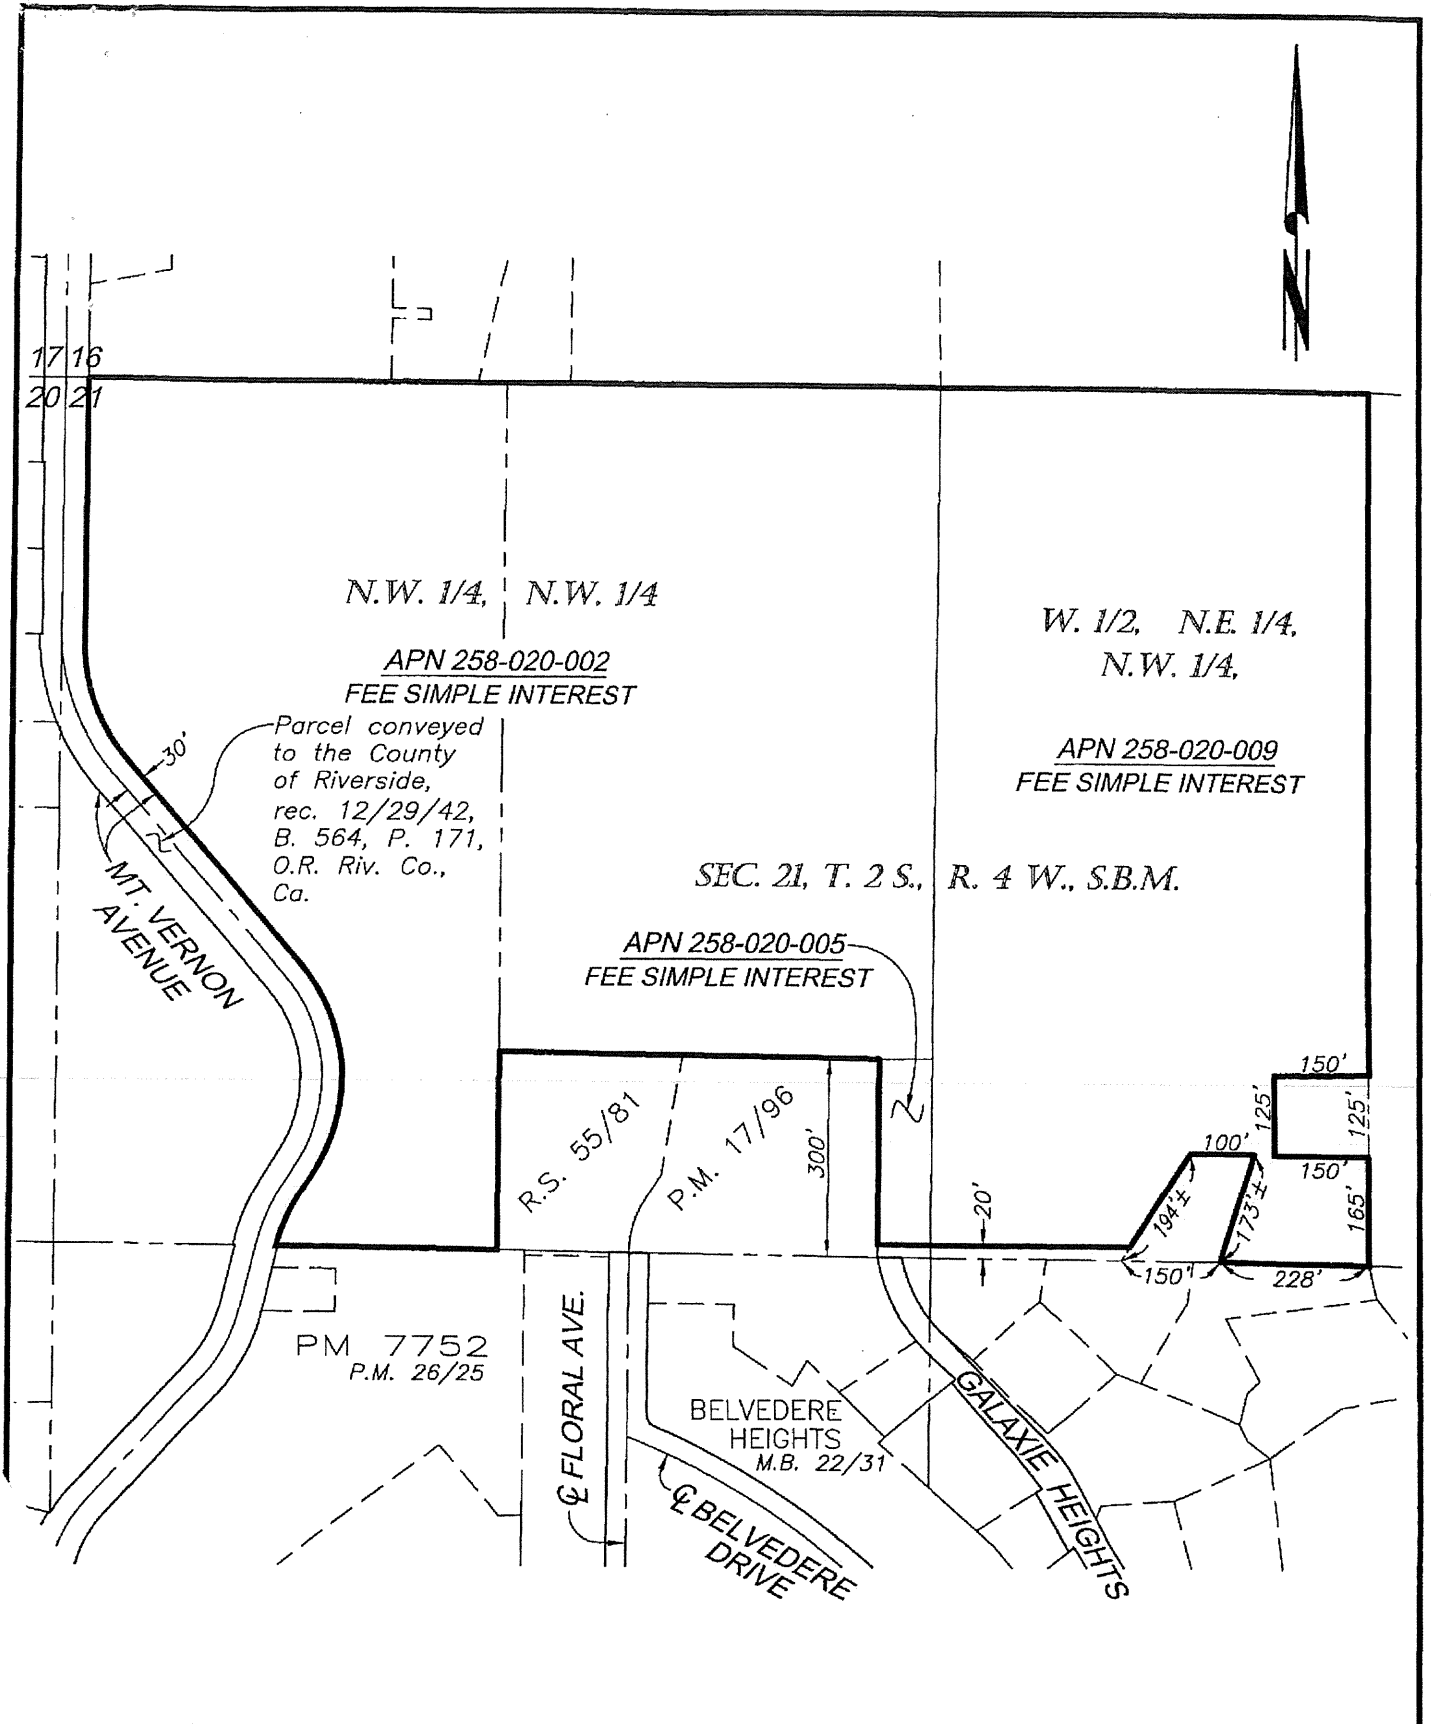 N
17 16
20 21
N.W. 1/4, N.W. 1/4
W. 1/2, N.E. 1/4,
N.W. 1/4,
APN 258-020-002
FEE SIMPLE INTEREST
30'
Parcel conveyed
to the County
of Riverside,
rec. 12/29/42,
B. 564, P. 171,
O.R. Riv. Co.,
Ca.
APN 258-020-009
FEE SIMPLE INTEREST
MT. VERNON
AVENUE
SEC. 21, T. 2 S., R. 4 W., S.B.M.
APN 258-020-005
FEE SIMPLE INTEREST
R.S. 55/81
P.M. 17/96
300'
150'
125'
125'
100'
150'
194'±
173'±
165'
20'
150'
228'
PM 7752
P.M. 26/25
℄ FLORAL AVE.
BELVEDERE
HEIGHTS
M.B. 22/31
℄ BELVEDERE
DRIVE
GALAXIE HEIGHTS